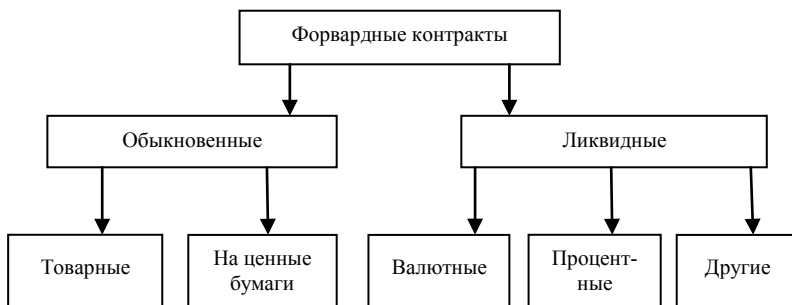 Форвардные контракты
Обыкновенные
Ликвидные
Товарные
На ценные
бумаги
Валютные
Процент-
ные
Другие